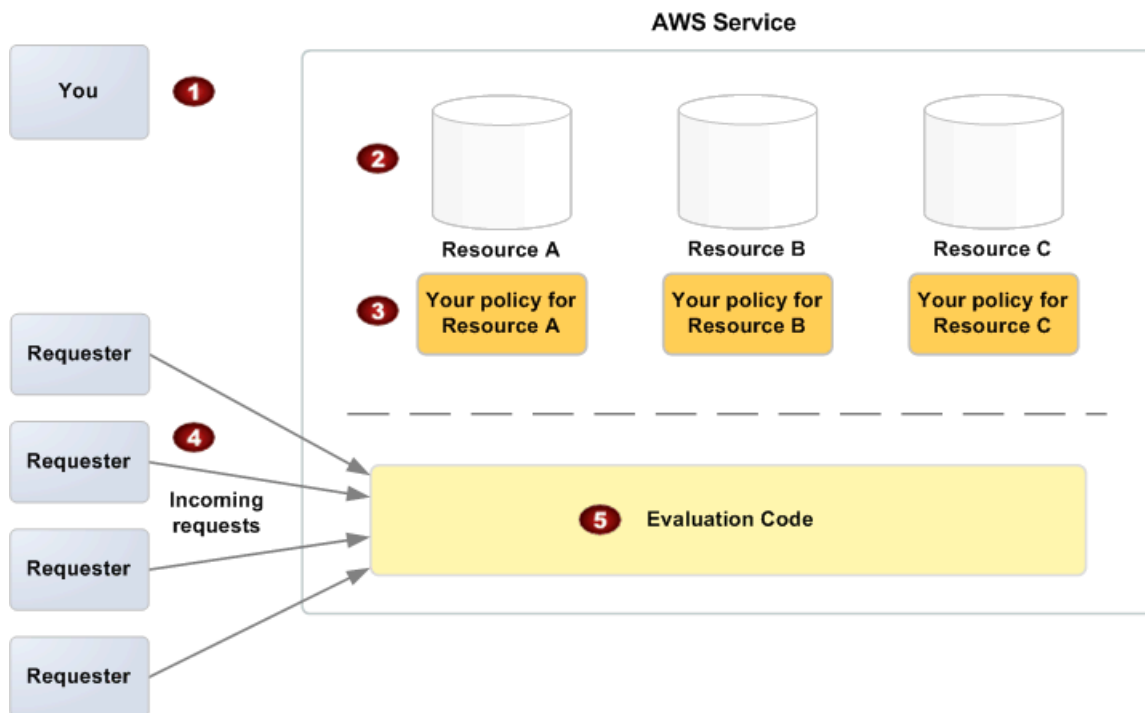 AWS Service
You
1
2
Resource A
Resource B
Resource C
3
Your policy for
Resource A
Your policy for
Resource B
Your policy for
Resource C
Requester
Requester
Requester
Requester
4
Incoming
requests
5
Evaluation Code